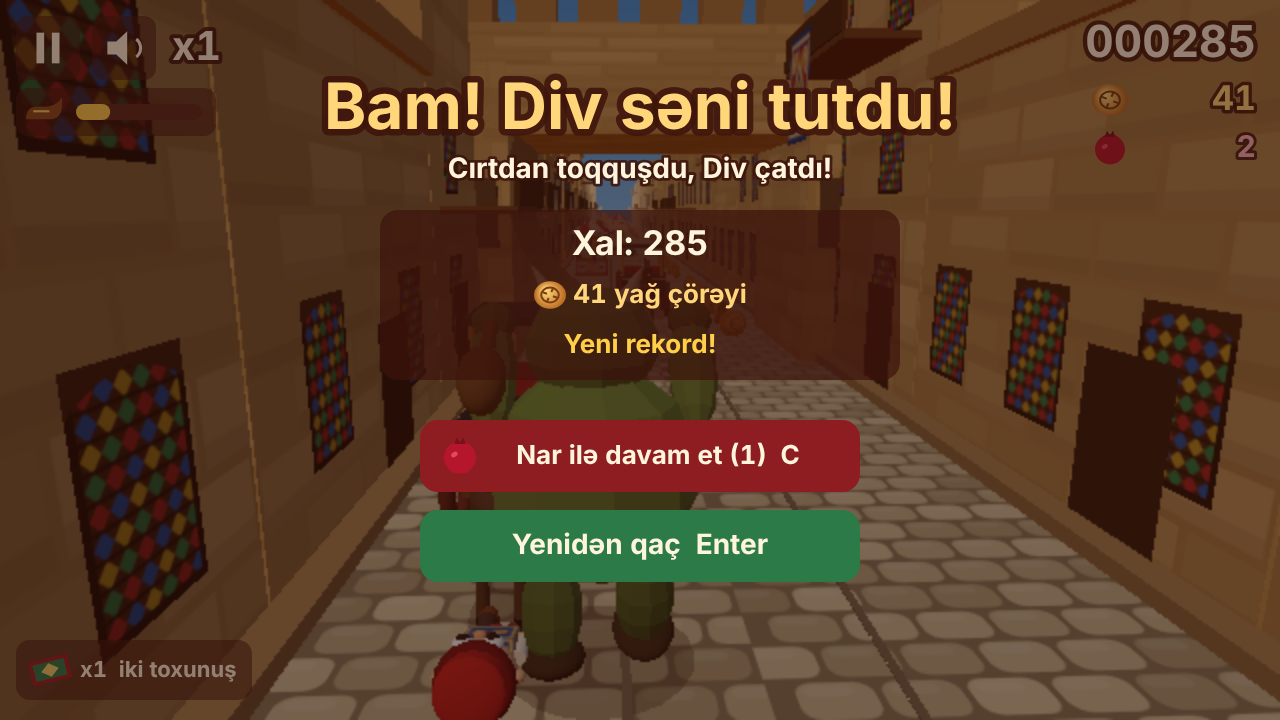 x1
000285
41
2
Bam! Div səni tutdu!
Cırtdan toqquşdu, Div çatdı!
Xal: 285
41 yağ çörəyi
Yeni rekord!
Nar ilə davam et (1) C
Yenidən qaç Enter
x1 iki toxunuş